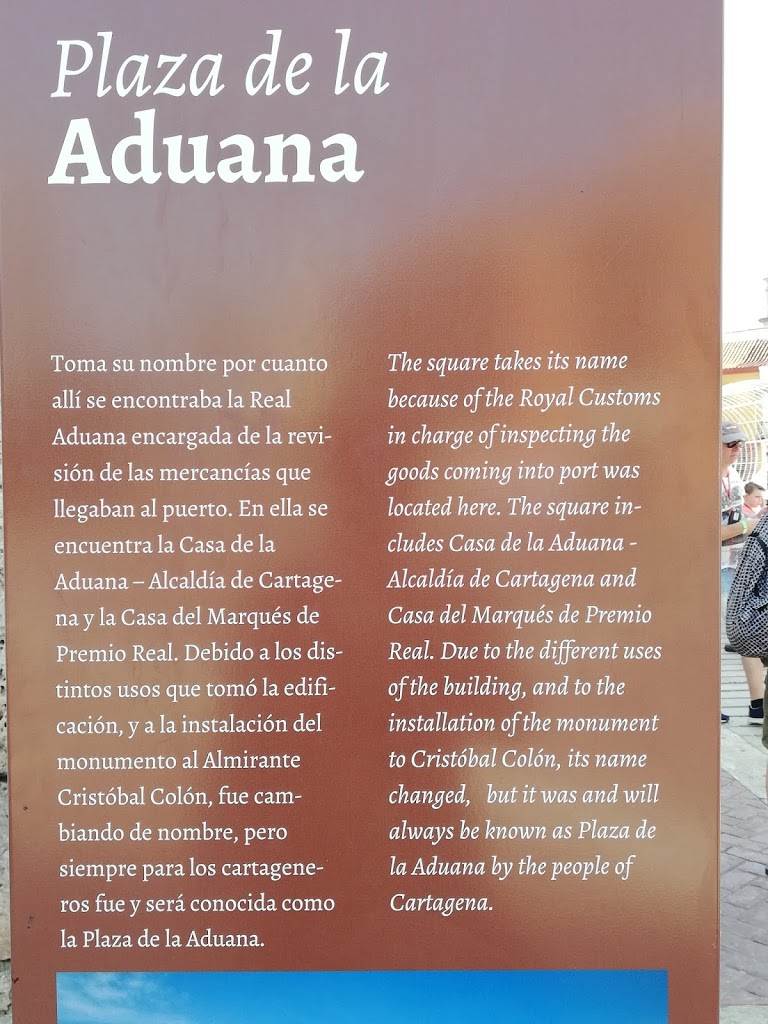 Plaza de la
Aduana
Toma su nombre por cuanto
allí se encontraba la Real
Aduana encargada de la revi-
sión de las mercancías que
llegaban al puerto. En ella se
encuentra la Casa de la
Aduana – Alcaldía de Cartage-
na y la Casa del Marqués de
Premio Real. Debido a los dis-
tintos usos que tomó la edifi-
cación, y a la instalación del
monumento al Almirante
Cristóbal Colón, fue cam-
biando de nombre, pero
siempre para los cartagene-
ros fue y será conocida como
la Plaza de la Aduana.
The square takes its name
because of the Royal Customs
in charge of inspecting the
goods coming into port was
located here. The square in-
cludes Casa de la Aduana -
Alcaldía de Cartagena and
Casa del Marqués de Premio
Real. Due to the different uses
of the building, and to the
installation of the monument
to Cristóbal Colón, its name
changed,   but it was and will
always be known as Plaza de
la Aduana by the people of
Cartagena.